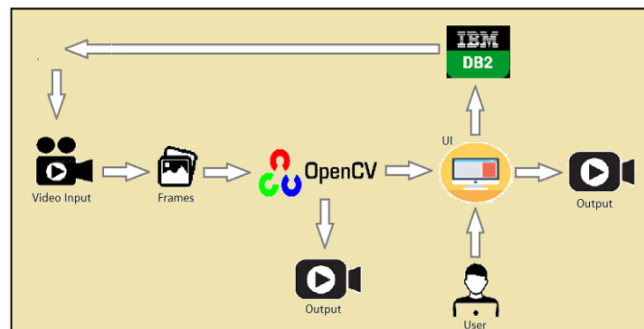 IBM
DB2
UI
OpenCV
Video Input
Frames
Output
Output
User